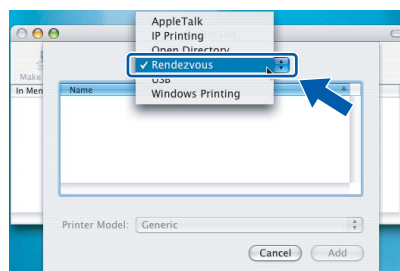 AppleTalk
IP Printing
Open Directory
✓ Rendezvous
USB
Windows Printing
Make
In Men
Name
Printer Model: Generic
Cancel Add